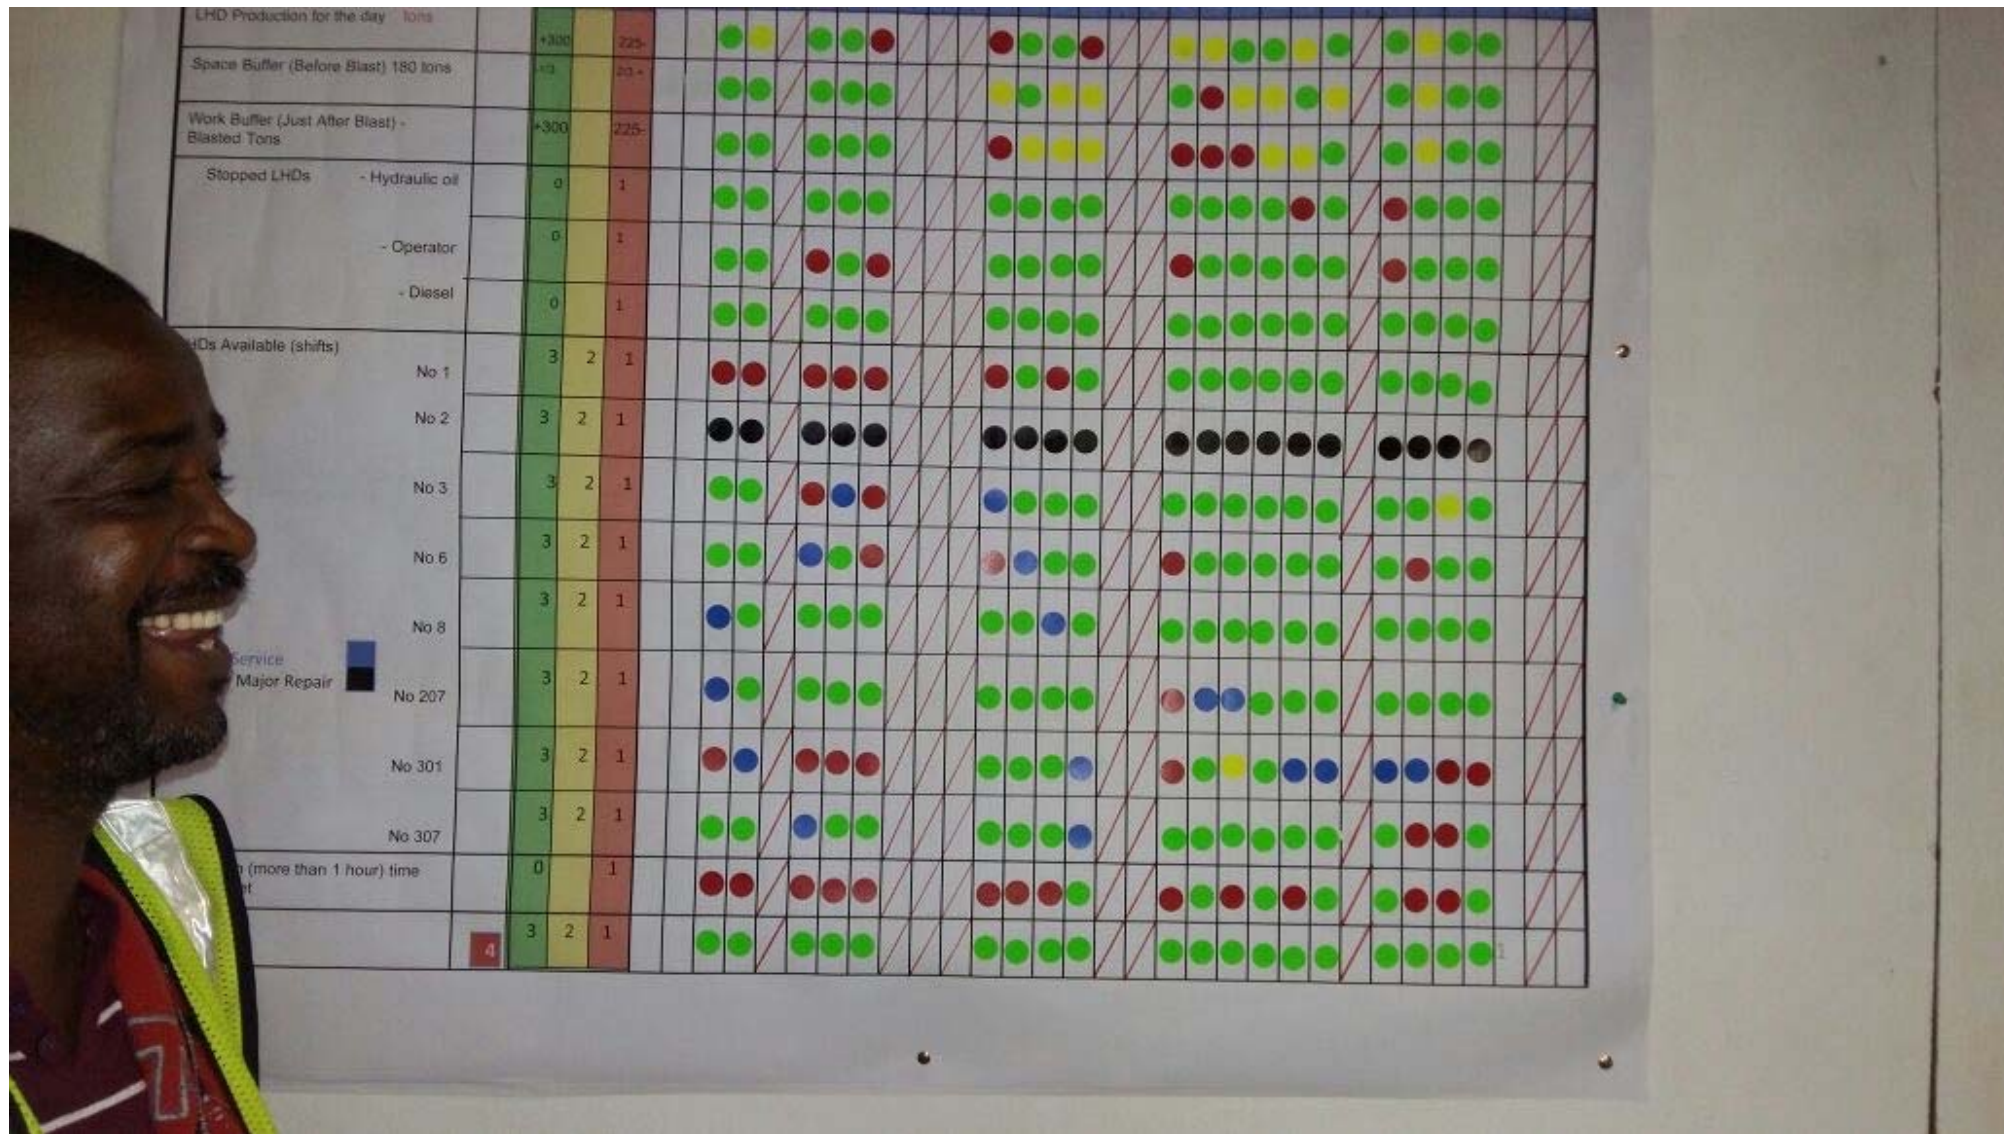 LHD Production for the day tons
+300 225-
Space Buffer (Before Blast) 180 tons
Work Buffer (Just After Blast) - +300 225-
Blasted Tons
Stopped LHDs - Hydraulic oil 0 1
- Operator 0 1
- Diesel 0 1
HDs Available (shifts)
No 1 3 2 1
No 2 3 2 1
No 3 3 2 1
No 6 3 2 1
No 8 3 2 1
Service
Major Repair
No 207 3 2 1
No 301 3 2 1
No 307 3 2 1
(more than 1 hour) time 0 1
4 3 2 1